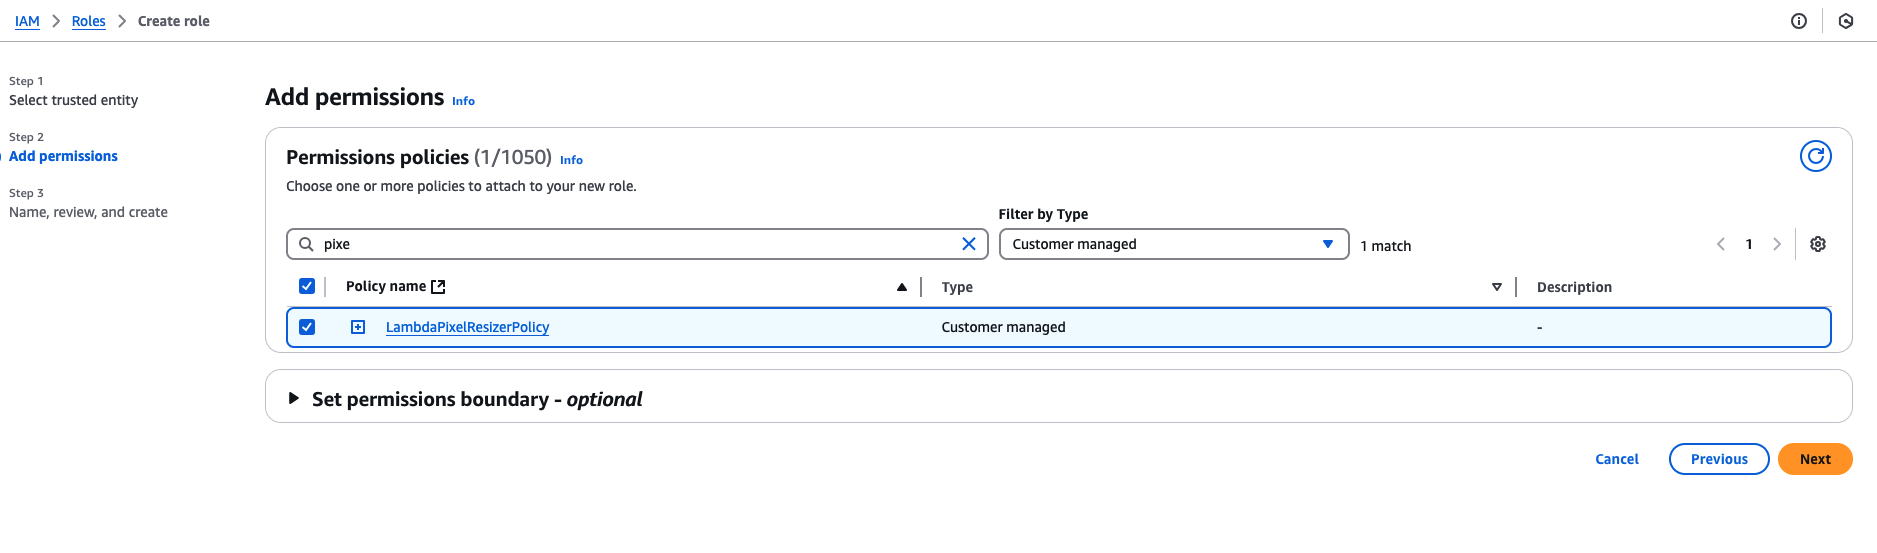 IAM > Roles > Create role
Step 1
Select trusted entity
Step 2
Add permissions
Step 3
Name, review, and create
Add permissions Info
Permissions policies (1/1050) Info
Choose one or more policies to attach to your new role.
Filter by Type
pixe
Customer managed
1 match
1
Policy name
Type
Description
LambdaPixelResizerPolicy
Customer managed
-
Set permissions boundary - optional
Cancel
Previous
Next